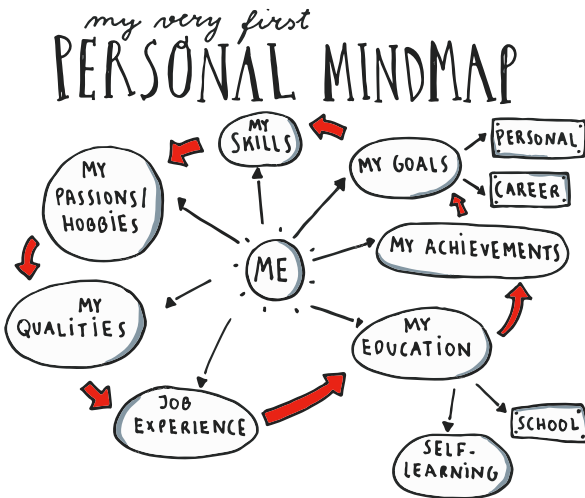 my very first
PERSONAL MINDMAP
MY
SKILLS
MY
PASSIONS/
HOBBIES
MY GOALS
PERSONAL
CAREER
MY ACHIEVEMENTS
ME
MY
QUALITIES
MY
EDUCATION
JOB
EXPERIENCE
SCHOOL
SELF-
LEARNING